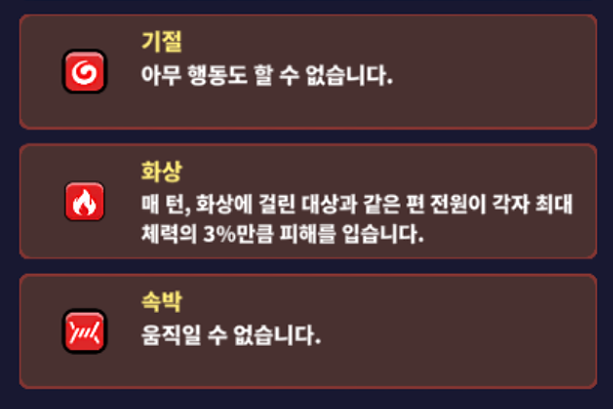 기절
아무 행동도 할 수 없습니다.
화상
매 턴, 화상에 걸린 대상과 같은 편 전원이 각자 최대
체력의 3%만큼 피해를 입습니다.
속박
움직일 수 없습니다.